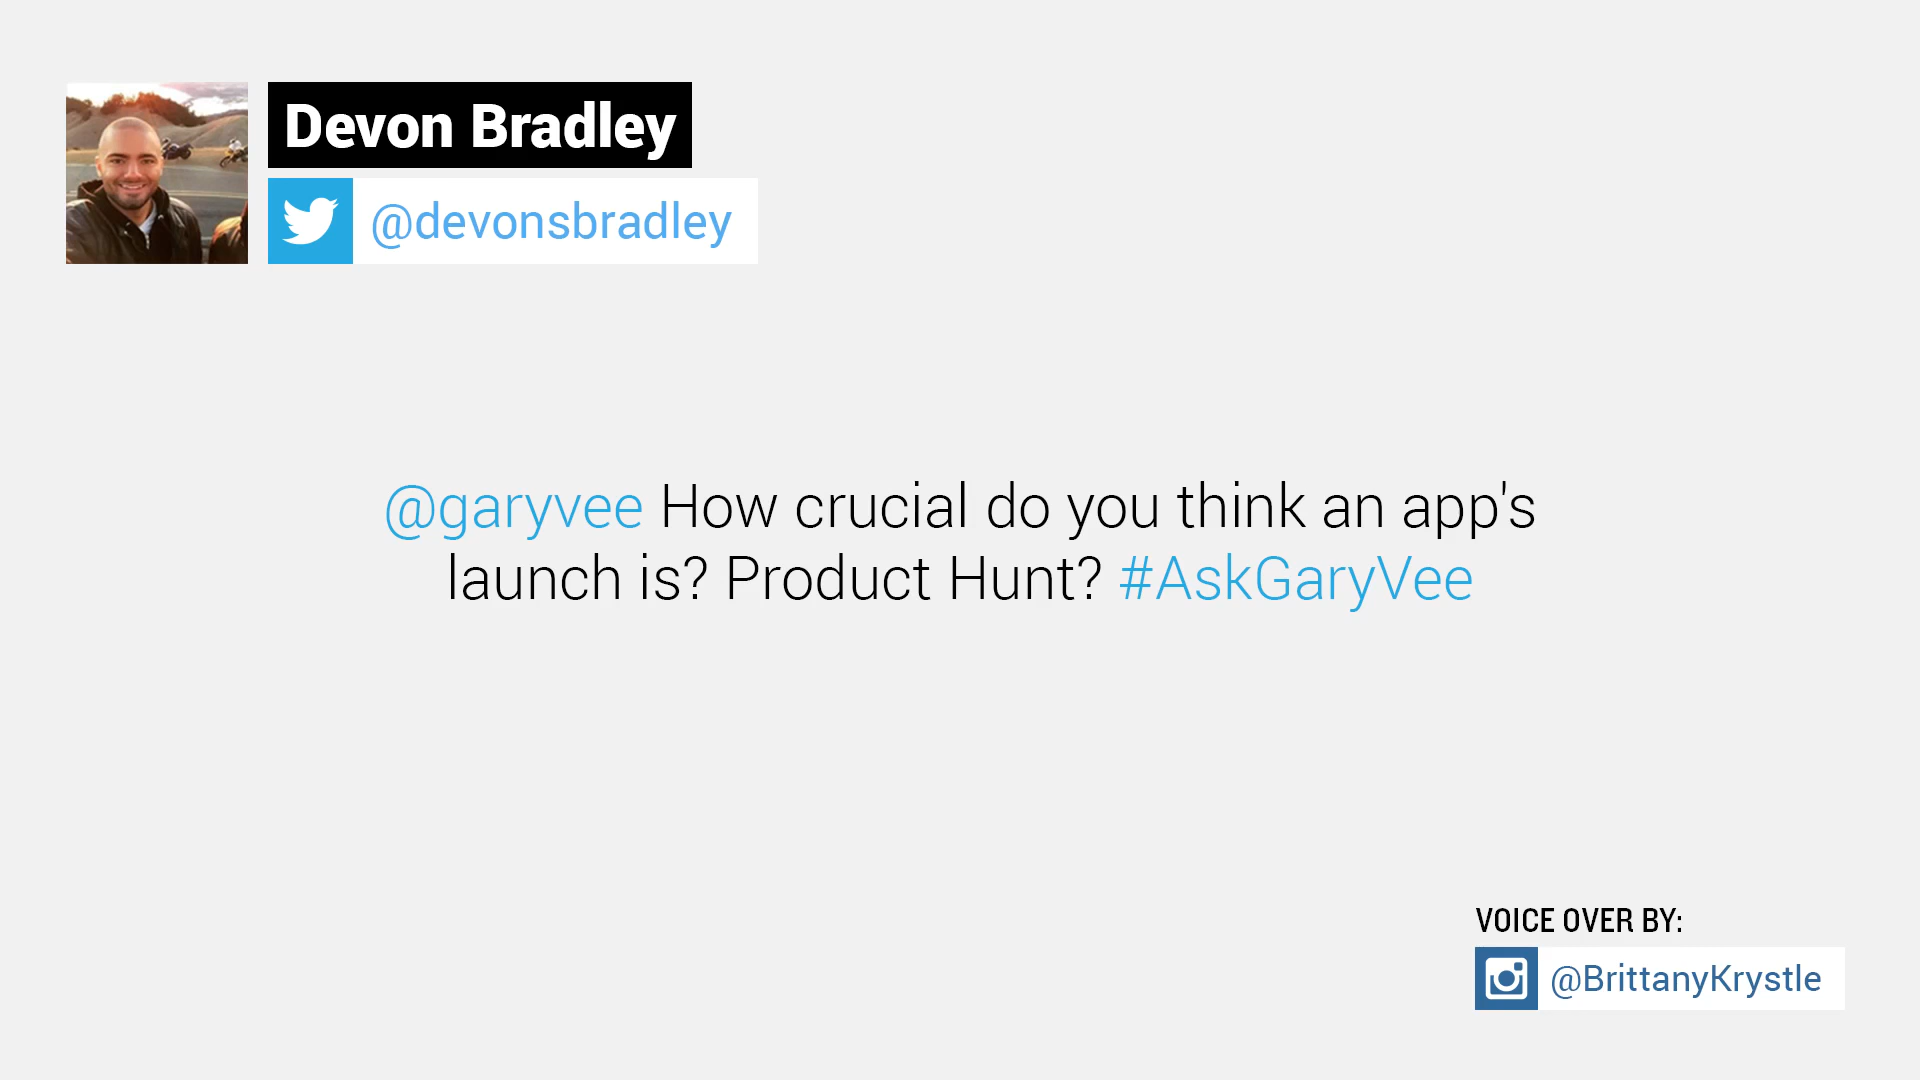 Devon Bradley
@devonsbradley
@garyvee How crucial do you think an app's
launch is? Product Hunt? #AskGaryVee
VOICE OVER BY:
@BrittanyKrystle